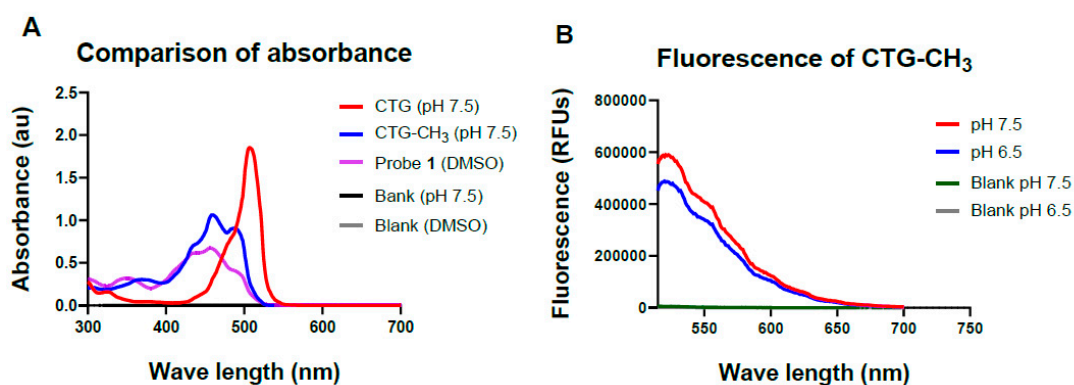 A
Comparison of absorbance
2.5
2.0
1.5
1.0
0.5
0.0
300
400
500
600
700
Absorbance (au)
Wave length (nm)
CTG (pH 7.5)
CTG-CH₃ (pH 7.5)
Probe 1 (DMSO)
Bank (pH 7.5)
Blank (DMSO)
B
Fluorescence of CTG-CH₃
800000
600000
400000
200000
0
550
600
650
700
750
Fluorescence (RFUs)
Wave length (nm)
pH 7.5
pH 6.5
Blank pH 7.5
Blank pH 6.5